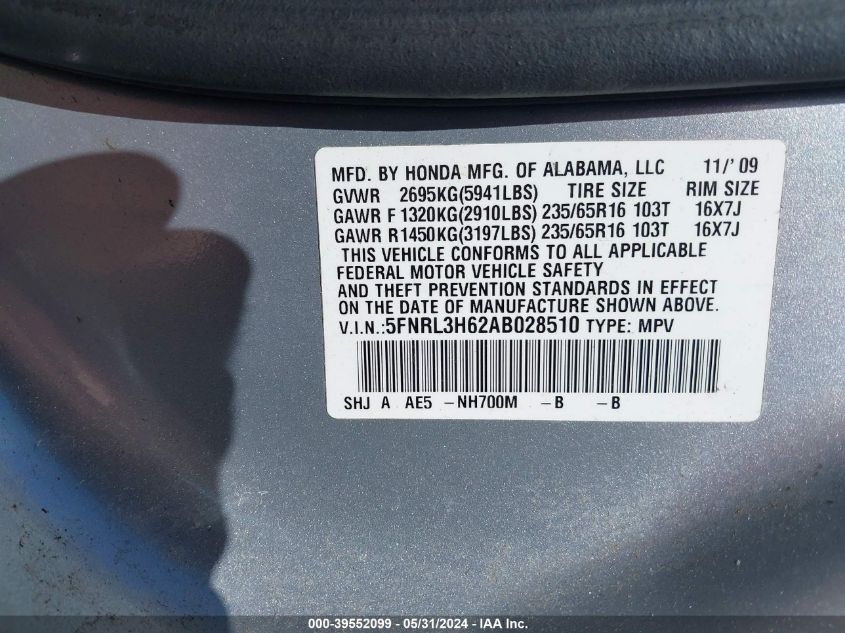 MFD. BY HONDA MFG. OF ALABAMA, LLC 11/' 09
GVWR 2695KG(5941LBS) TIRE SIZE RIM SIZE
GAWR F 1320KG(2910LBS) 235/65R16 103T 16X7J
GAWR R1450KG(3197LBS) 235/65R16 103T 16X7J
THIS VEHICLE CONFORMS TO ALL APPLICABLE
FEDERAL MOTOR VEHICLE SAFETY
AND THEFT PREVENTION STANDARDS IN EFFECT
ON THE DATE OF MANUFACTURE SHOWN ABOVE.
V.I.N.:5FNRL3H62AB028510 TYPE: MPV
SHJ A AE5 -NH700M -B -B
000-39552099 - 05/31/2024 - IAA Inc.